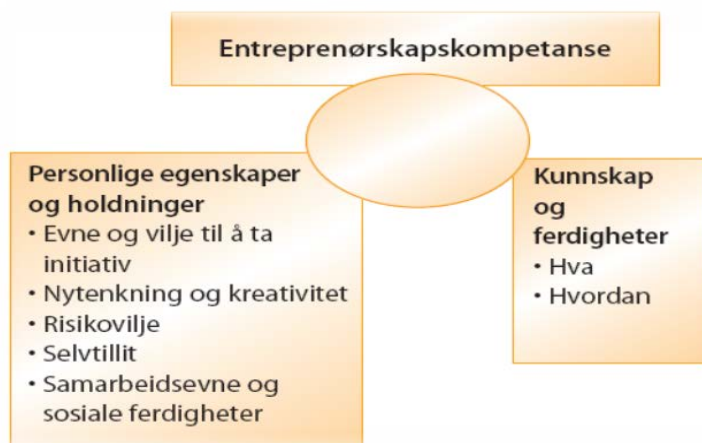 Entreprenørskapskompetanse
Personlige egenskaper
og holdninger
• Evne og vilje til å ta
initiativ
• Nytenkning og kreativitet
• Risikovilje
• Selvtillit
• Samarbeidsevne og
sosiale ferdigheter
Kunnskap
og
ferdigheter
• Hva
• Hvordan